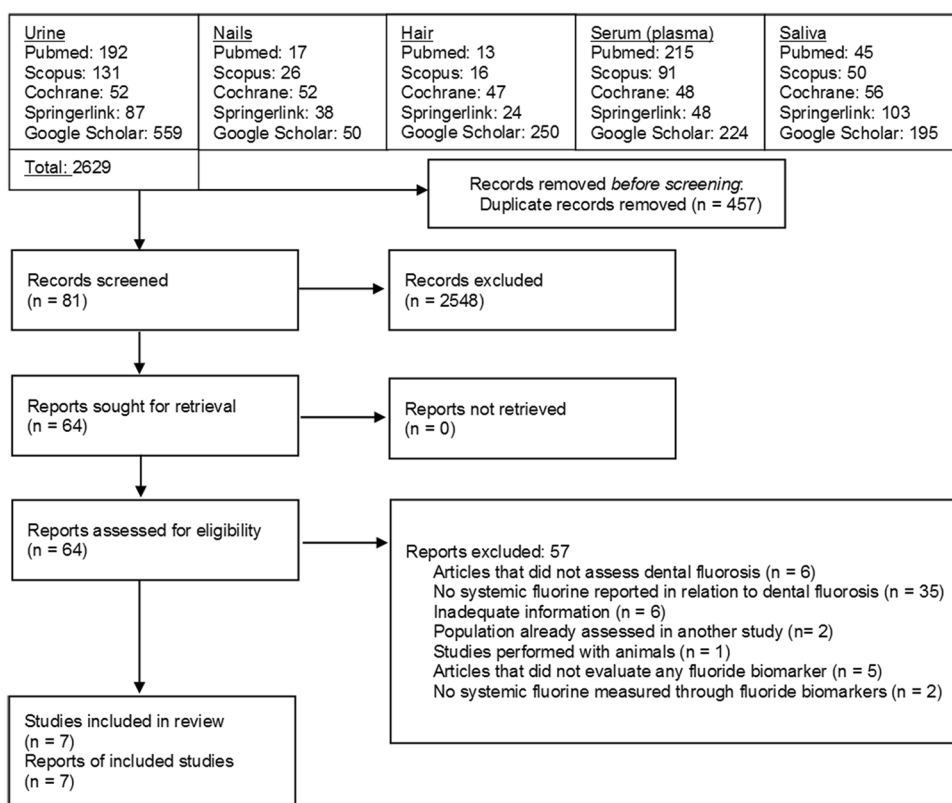 Urine
Pubmed: 192
Scopus: 131
Cochrane: 52
Springerlink: 87
Google Scholar: 559
Nails
Pubmed: 17
Scopus: 26
Cochrane: 52
Springerlink: 38
Google Scholar: 50
Hair
Pubmed: 13
Scopus: 16
Cochrane: 47
Springerlink: 24
Google Scholar: 250
Serum (plasma)
Pubmed: 215
Scopus: 91
Cochrane: 48
Springerlink: 48
Google Scholar: 224
Saliva
Pubmed: 45
Scopus: 50
Cochrane: 56
Springerlink: 103
Google Scholar: 195
Total: 2629
Records removed before screening:
Duplicate records removed (n = 457)
Records screened
(n = 81)
Records excluded
(n = 2548)
Reports sought for retrieval
(n = 64)
Reports not retrieved
(n = 0)
Reports assessed for eligibility
(n = 64)
Reports excluded: 57
Articles that did not assess dental fluorosis (n = 6)
No systemic fluorine reported in relation to dental fluorosis (n = 35)
Inadequate information (n = 6)
Population already assessed in another study (n= 2)
Studies performed with animals (n = 1)
Articles that did not evaluate any fluoride biomarker (n = 5)
No systemic fluorine measured through fluoride biomarkers (n = 2)
Studies included in review
(n = 7)
Reports of included studies
(n = 7)